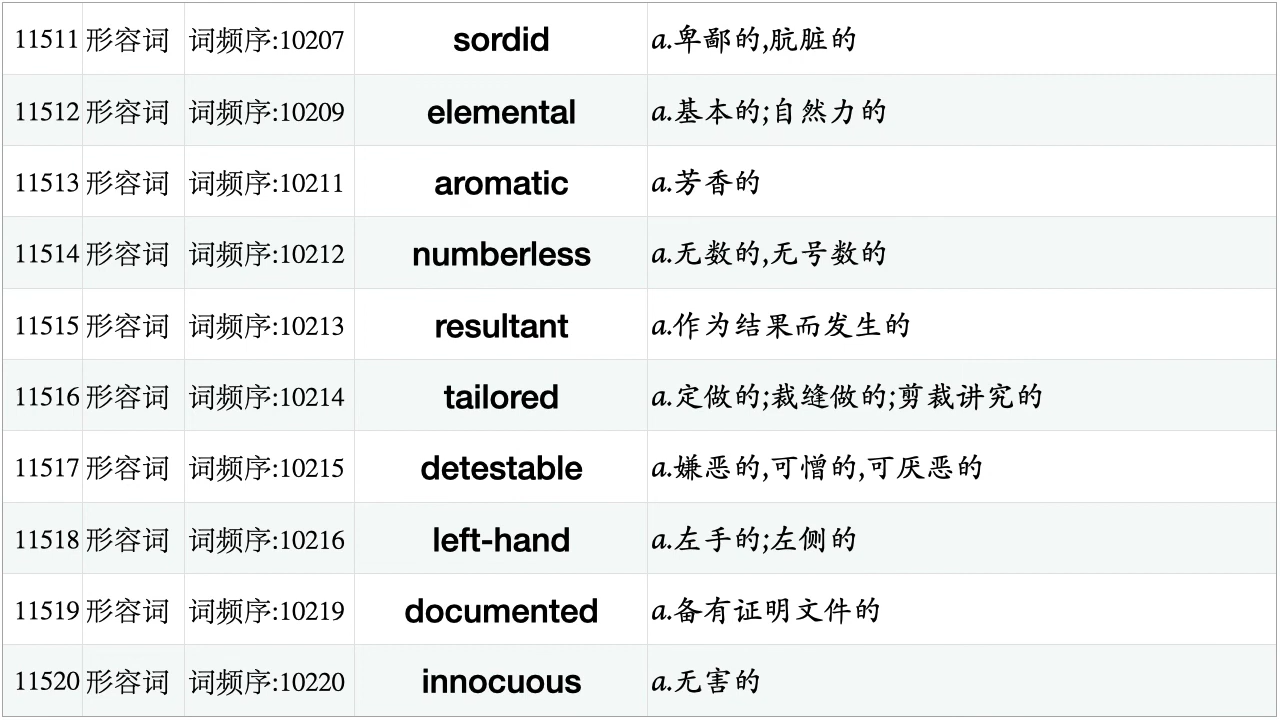 11511 形容词 词频序:10207 sordid a.卑鄙的,肮脏的
11512 形容词 词频序:10209 elemental a.基本的;自然力的
11513 形容词 词频序:10211 aromatic a.芳香的
11514 形容词 词频序:10212 numberless a.无数的,无号数的
11515 形容词 词频序:10213 resultant a.作为结果而发生的
11516 形容词 词频序:10214 tailored a.定做的;裁缝做的;剪裁讲究的
11517 形容词 词频序:10215 detestable a.嫌恶的,可憎的,可厌恶的
11518 形容词 词频序:10216 left-hand a.左手的;左侧的
11519 形容词 词频序:10219 documented a.备有证明文件的
11520 形容词 词频序:10220 innocuous a.无害的